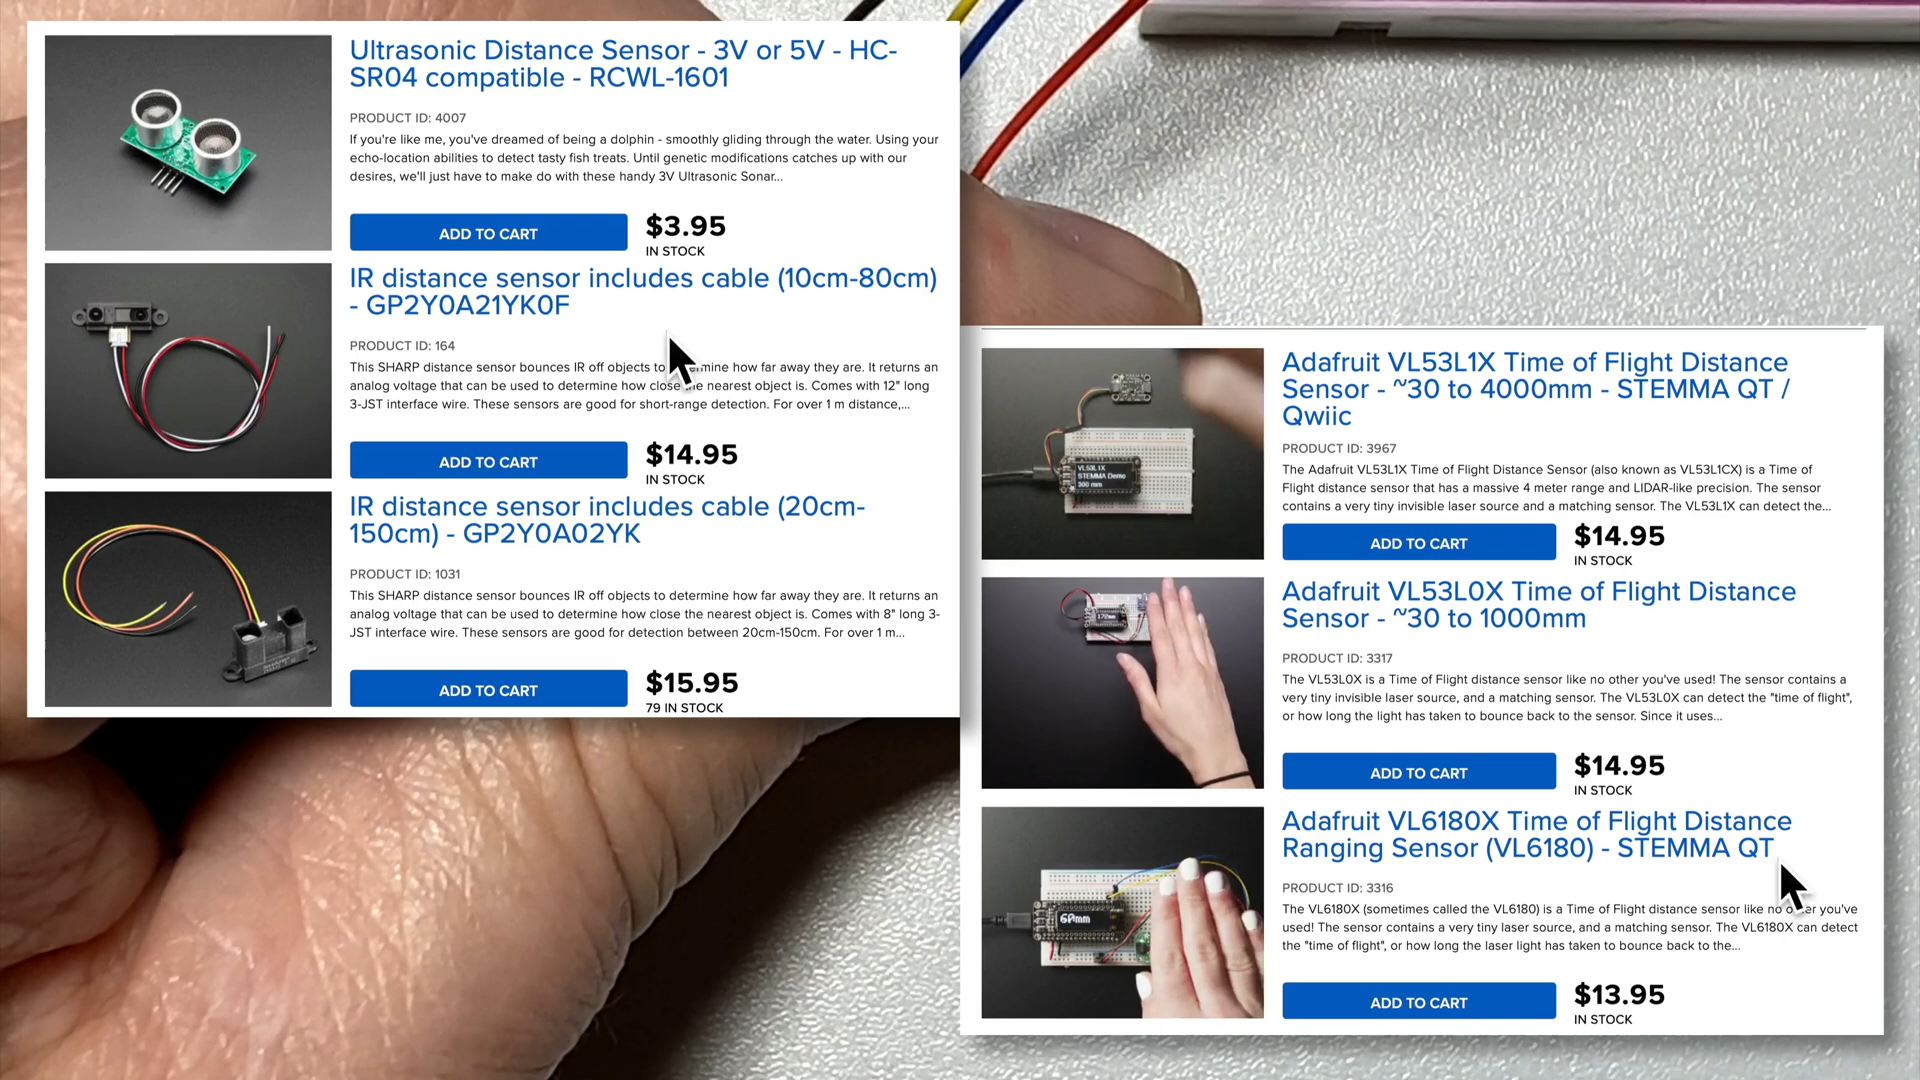 Ultrasonic Distance Sensor - 3V or 5V - HC-
SR04 compatible - RCWL-1601
PRODUCT ID: 4007
If you're like me, you've dreamed of being a dolphin - smoothly gliding through the water. Using your
echo-location abilities to detect tasty fish treats. Until genetic modifications catches up with our
desires, we'll just have to make do with these handy 3V Ultrasonic Sonar...
ADD TO CART
$3.95
IN STOCK
IR distance sensor includes cable (10cm-80cm)
- GP2Y0A21YK0F
PRODUCT ID: 164
This SHARP distance sensor bounces IR off objects to how far away they are. It returns an
analog voltage that can be used to determine how close nearest object is. Comes with 12" long
3-JST interface wire. These sensors are good for short-range detection. For over 1 m distance,...
ADD TO CART
$14.95
IN STOCK
IR distance sensor includes cable (20cm-
150cm) - GP2Y0A02YK
PRODUCT ID: 1031
This SHARP distance sensor bounces IR off objects to determine how far away they are. It returns an
analog voltage that can be used to determine how close the nearest object is. Comes with 8" long 3-
JST interface wire. These sensors are good for detection between 20cm-150cm. For over 1 m...
ADD TO CART
$15.95
79 IN STOCK
Adafruit VL53L1X Time of Flight Distance
Sensor - ~30 to 4000mm - STEMMA QT /
Qwiic
PRODUCT ID: 3967
The Adafruit VL53L1X Time of Flight Distance Sensor (also known as VL53L1CX) is a Time of
Flight distance sensor that has a massive 4 meter range and LIDAR-like precision. The sensor
contains a very tiny invisible laser source and a matching sensor. The VL53L1X can detect the...
ADD TO CART
$14.95
IN STOCK
VL53L1X
STEMMA Demo
300 mm
Adafruit VL53L0X Time of Flight Distance
Sensor - ~30 to 1000mm
PRODUCT ID: 3317
The VL53L0X is a Time of Flight distance sensor like no other you've used! The sensor contains a
very tiny invisible laser source, and a matching sensor. The VL53L0X can detect the "time of flight",
or how long the light has taken to bounce back to the sensor. Since it uses...
ADD TO CART
$14.95
IN STOCK
Adafruit VL6180X Time of Flight Distance
Ranging Sensor (VL6180) - STEMMA QT
PRODUCT ID: 3316
The VL6180X (sometimes called the VL6180) is a Time of Flight distance sensor like no you've
used! The sensor contains a very tiny laser source, and a matching sensor. The VL6180X can detect
the "time of flight", or how long the laser light has taken to bounce back to the...
ADD TO CART
$13.95
IN STOCK